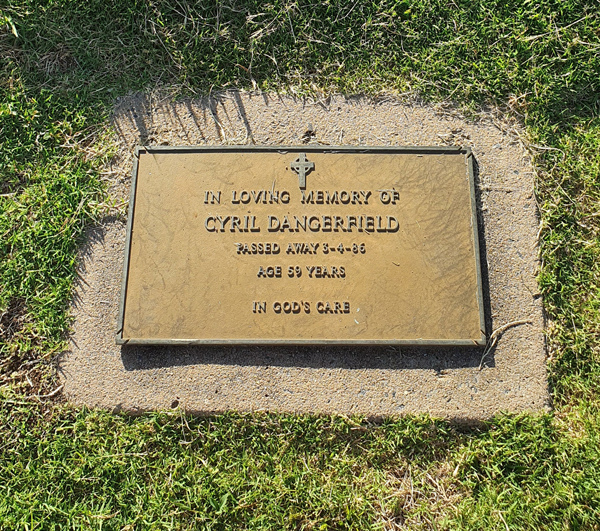 IN LOVING MEMORY OF
CYRIL DANGERFIELD
PASSED AWAY 3-4-86
AGE 59 YEARS
IN GOD'S CARE